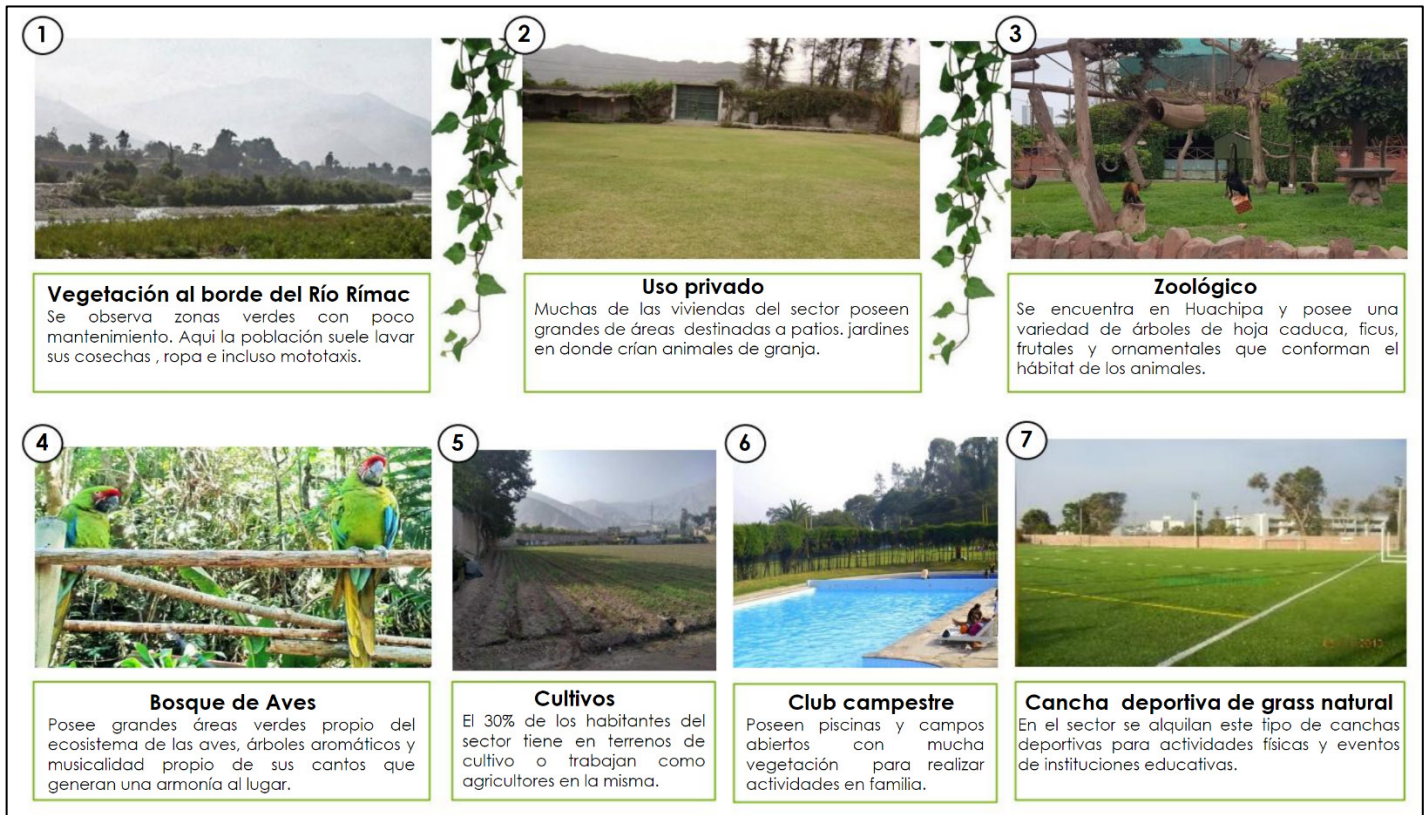 1
Vegetación al borde del Río Rímac
Se observa zonas verdes con poco
mantenimiento. Aqui la población suele lavar
sus cosechas , ropa e incluso mototaxis.
2
Uso privado
Muchas de las viviendas del sector poseen
grandes de áreas destinadas a patios. jardines
en donde crían animales de granja.
3
Zoológico
Se encuentra en Huachipa y posee una
variedad de árboles de hoja caduca, ficus,
frutales y ornamentales que conforman el
hábitat de los animales.
4
Bosque de Aves
Posee grandes áreas verdes propio del
ecosistema de las aves, árboles aromáticos y
musicalidad propio de sus cantos que
generan una armonía al lugar.
5
Cultivos
El 30% de los habitantes del
sector tiene en terrenos de
cultivo o trabajan como
agricultores en la misma.
6
Club campestre
Poseen piscinas y campos
abiertos con mucha
vegetación para realizar
actividades en familia.
7
Cancha deportiva de grass natural
En el sector se alquilan este tipo de canchas
deportivas para actividades físicas y eventos
de instituciones educativas.